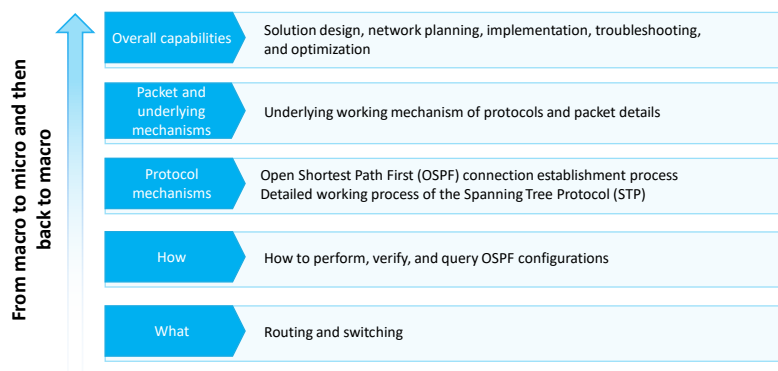 From macro to micro and then
back to macro
Overall capabilities
Solution design, network planning, implementation, troubleshooting,
and optimization
Packet and
underlying
mechanisms
Underlying working mechanism of protocols and packet details
Protocol
mechanisms
Open Shortest Path First (OSPF) connection establishment process
Detailed working process of the Spanning Tree Protocol (STP)
How
How to perform, verify, and query OSPF configurations
What
Routing and switching